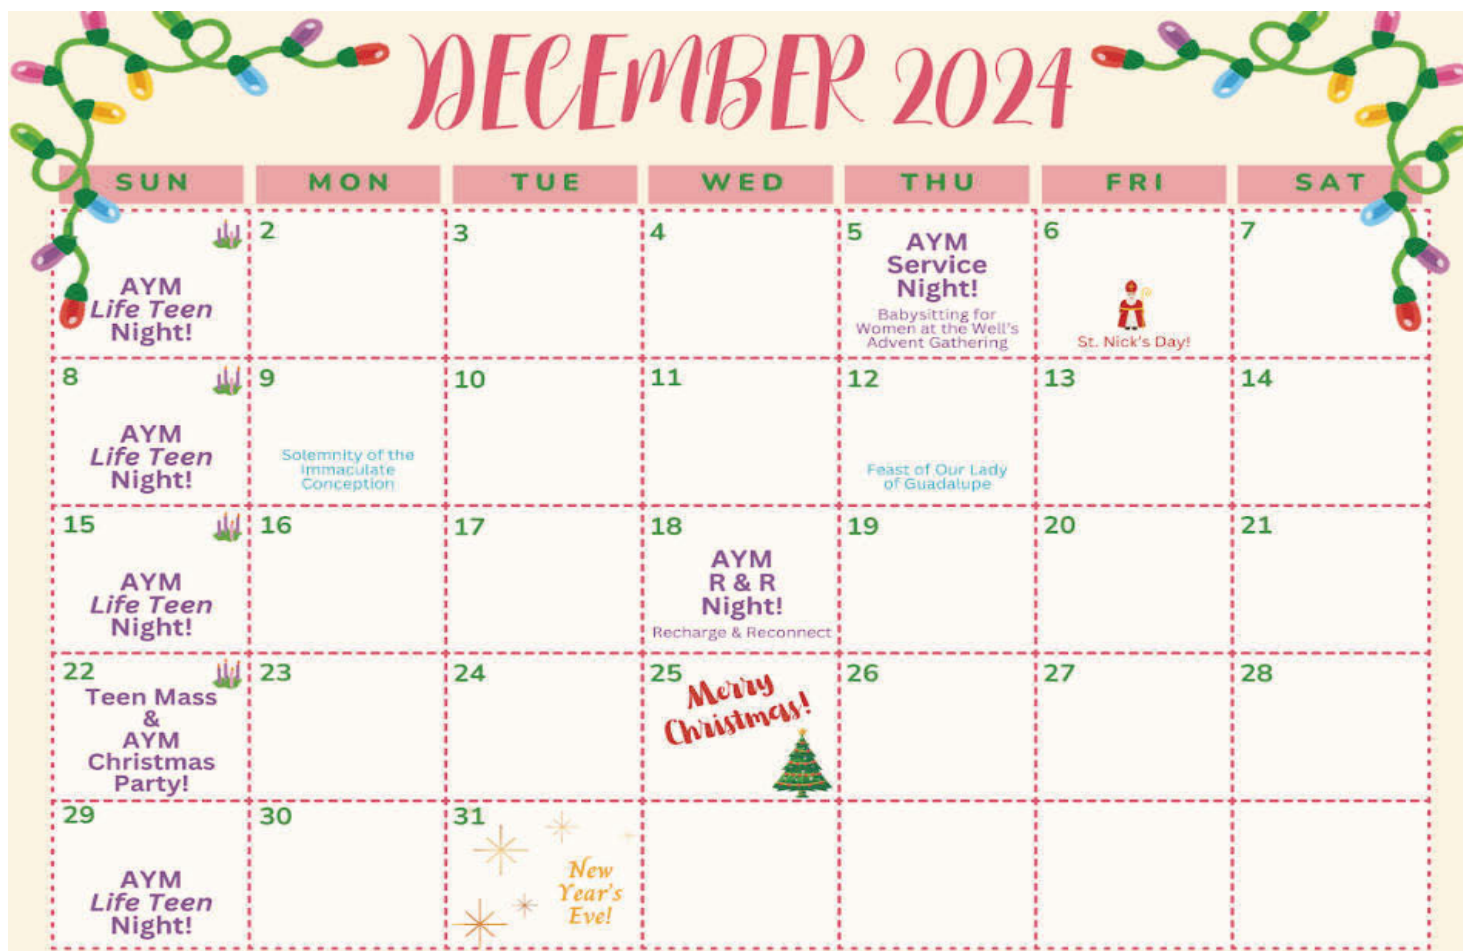 DECEMBER 2024
SUN MON TUE WED THU FRI SAT
AYM
Life Teen
Night!
2
3
4
5
AYM
Service
Night!
Babysitting for
Women at the Well's
Advent Gathering
6
St. Nick's Day!
7
8
AYM
Life Teen
Night!
9
Solemnity of the
Immaculate
Conception
10
11
12
Feast of Our Lady
of Guadalupe
13
14
15
AYM
Life Teen
Night!
16
17
18
AYM
R & R
Night!
Recharge & Reconnect
19
20
21
22
Teen Mass
&
AYM
Christmas
Party!
23
24
25
Merry
Christmas!
26
27
28
29
AYM
Life Teen
Night!
30
31
New
Year's
Eve!